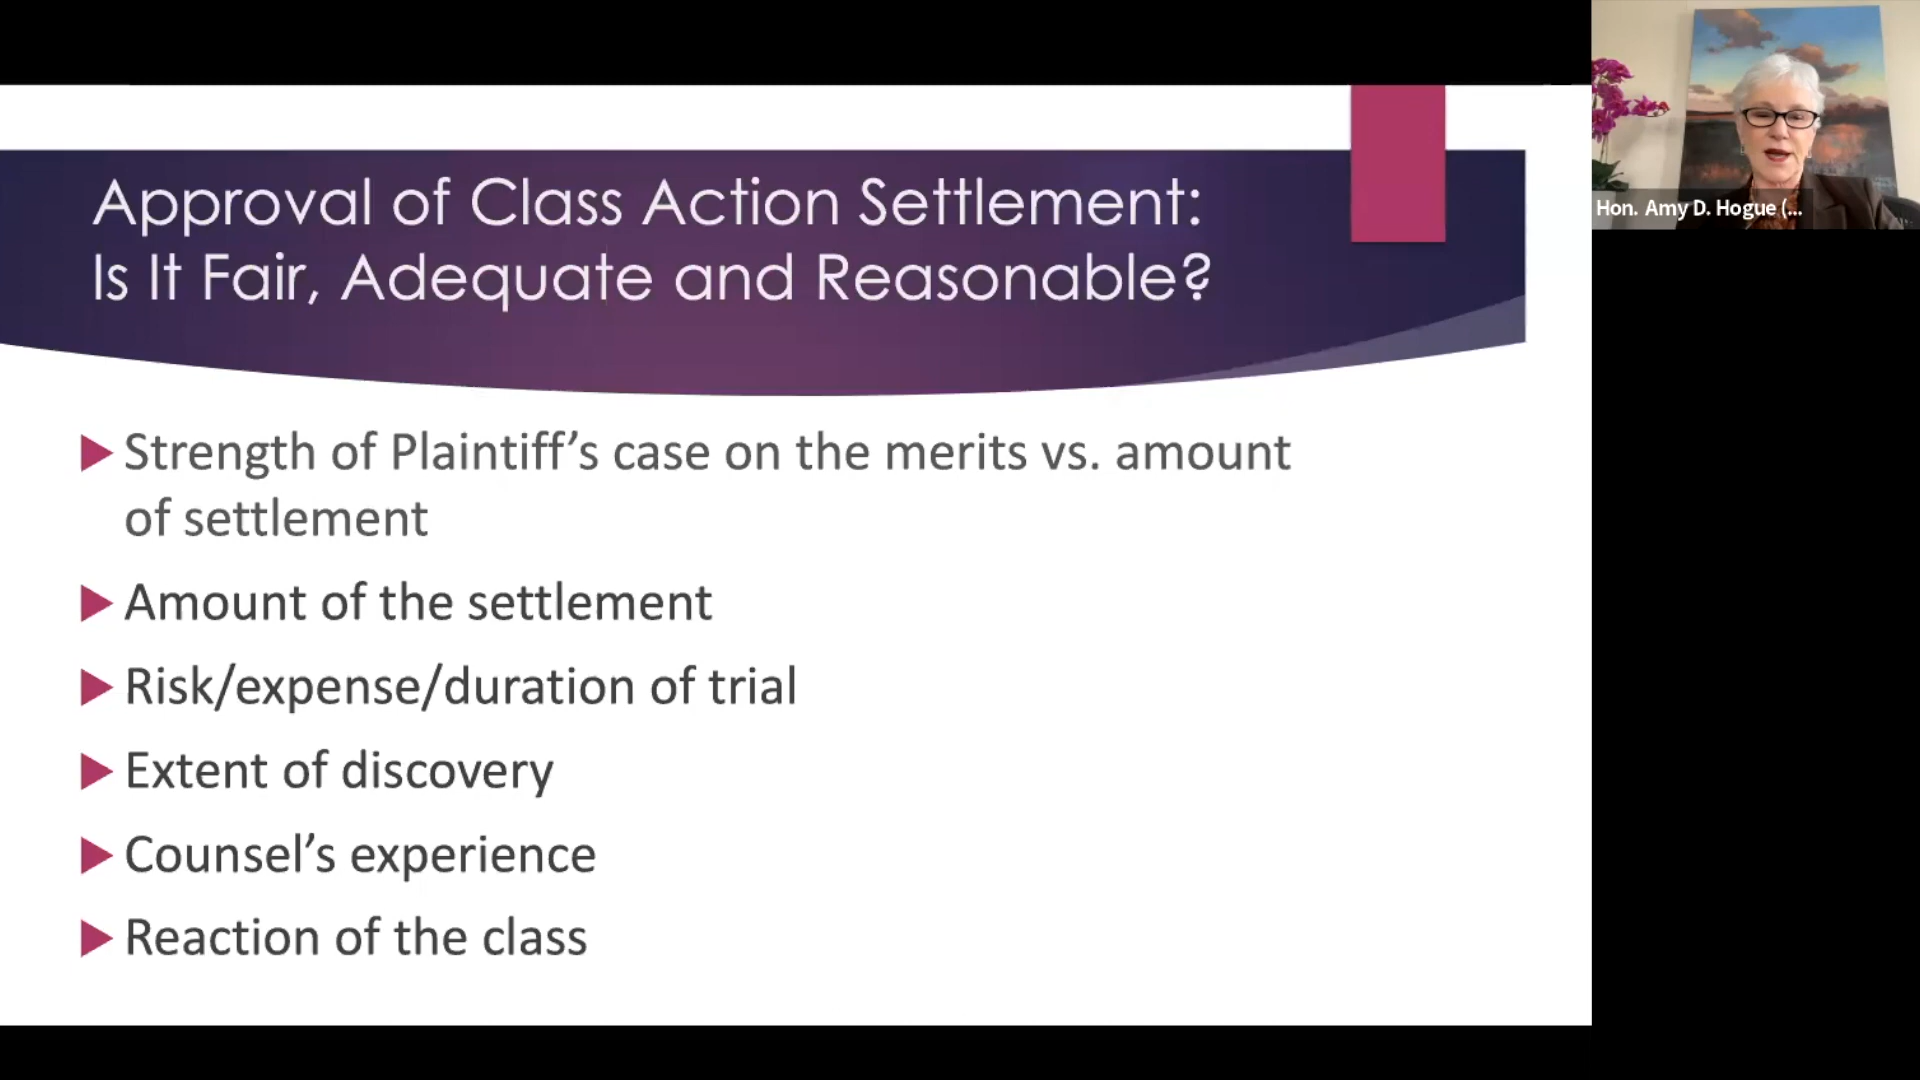 Approval of Class Action Settlement:
Is It Fair, Adequate and Reasonable?
Strength of Plaintiff’s case on the merits vs. amount
of settlement
Amount of the settlement
Risk/expense/duration of trial
Extent of discovery
Counsel’s experience
Reaction of the class
Hon. Amy D. Hogue (...